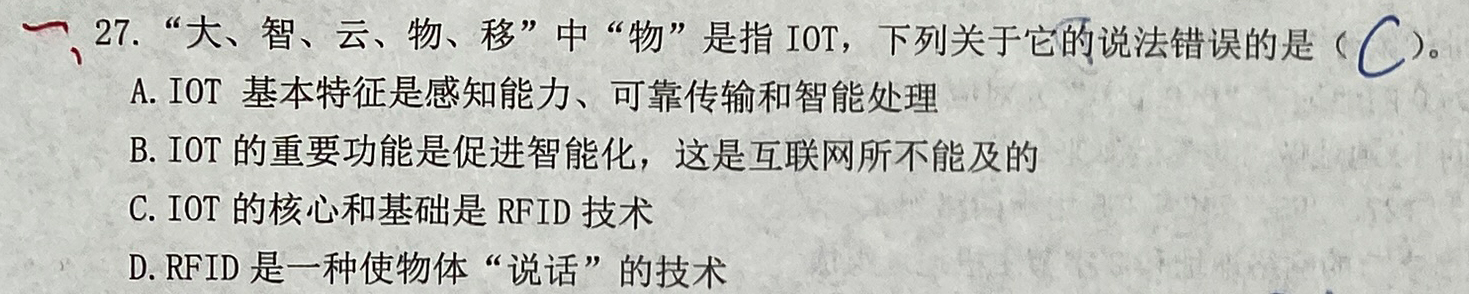 一、27. “大、智、云、物、移”中“物”是指 IOT，下列关于它的说法错误的是（C）。
A. IOT 基本特征是感知能力、可靠传输和智能处理
B. IOT 的重要功能是促进智能化，这是互联网所不能及的
C. IOT 的核心和基础是 RFID 技术
D. RFID 是一种使物体“说话”的技术